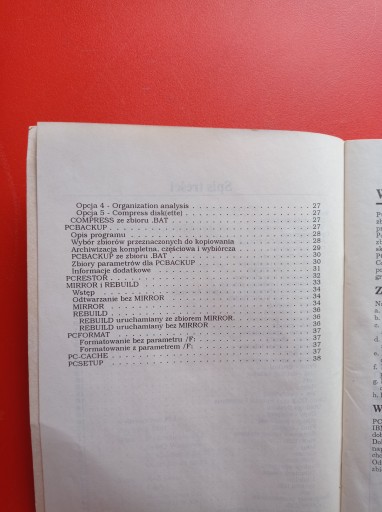 Opcja 4 - Organization analysis 27
Opcja 5 - Compress disk(ette) 27
COMPRESS ze zbioru .BAT 27
PCBACKUP 27
Opis programu 28
Wybór zbiorów przeznaczonych do kopiowania 28
Archiwizacja kompletna, częściowa i wybiórcza 29
PCBACKUP ze zbioru .BAT 30
Zbiory parametrów dla PCBACKUP 30
Informacje dodatkowe 31
PCRESTOR 32
MIRROR i REBUILD 33
Wstęp 34
Odtwarzanie bez MIRROR 34
MIRROR 34
REBUILD 36
REBUILD uruchamiany ze zbiorem MIRROR 36
REBUILD uruchamiany bez MIRROR 36
PCFORMAT 37
Formatowanie bez parametru /F: 37
Formatowanie z parametrem /F: 37
PC-CACHE 37
PCSETUP 38